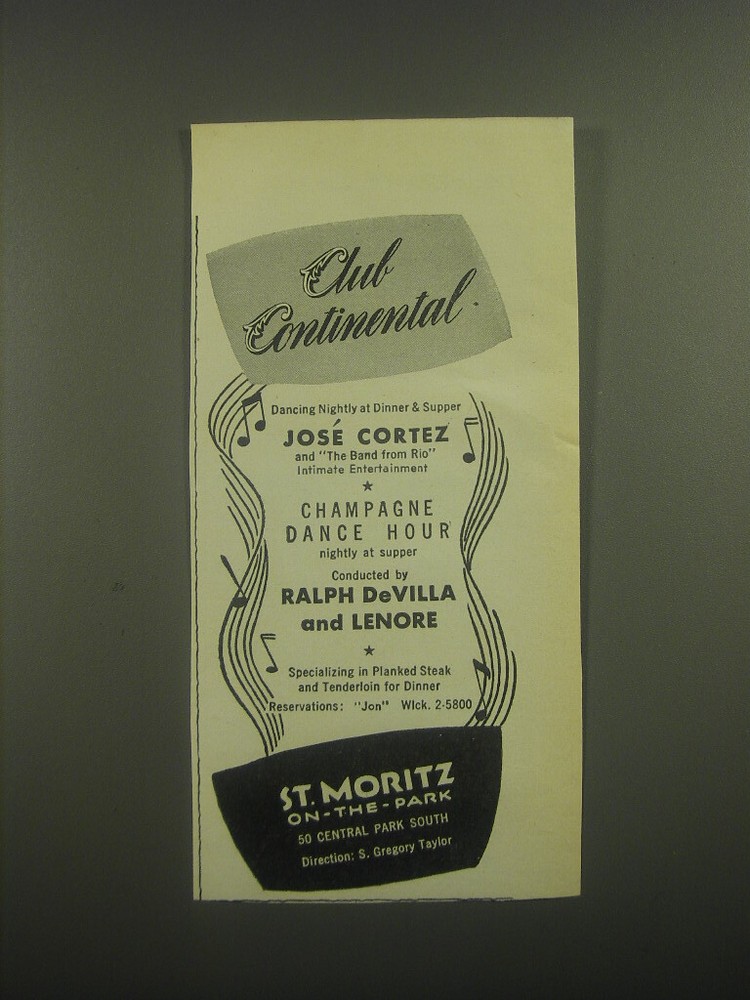 Club
Continental
Dancing Nightly at Dinner & Supper
JOSÉ CORTEZ
and "The Band from Rio"
Intimate Entertainment
★
CHAMPAGNE
DANCE HOUR
nightly at supper
Conducted by
RALPH DeVILLA
and LENORE
★
Specializing in Planked Steak
and Tenderloin for Dinner
Reservations: "Jon" WIck. 2-5800
ST. MORITZ
ON-THE-PARK
50 CENTRAL PARK SOUTH
Direction: S. Gregory Taylor